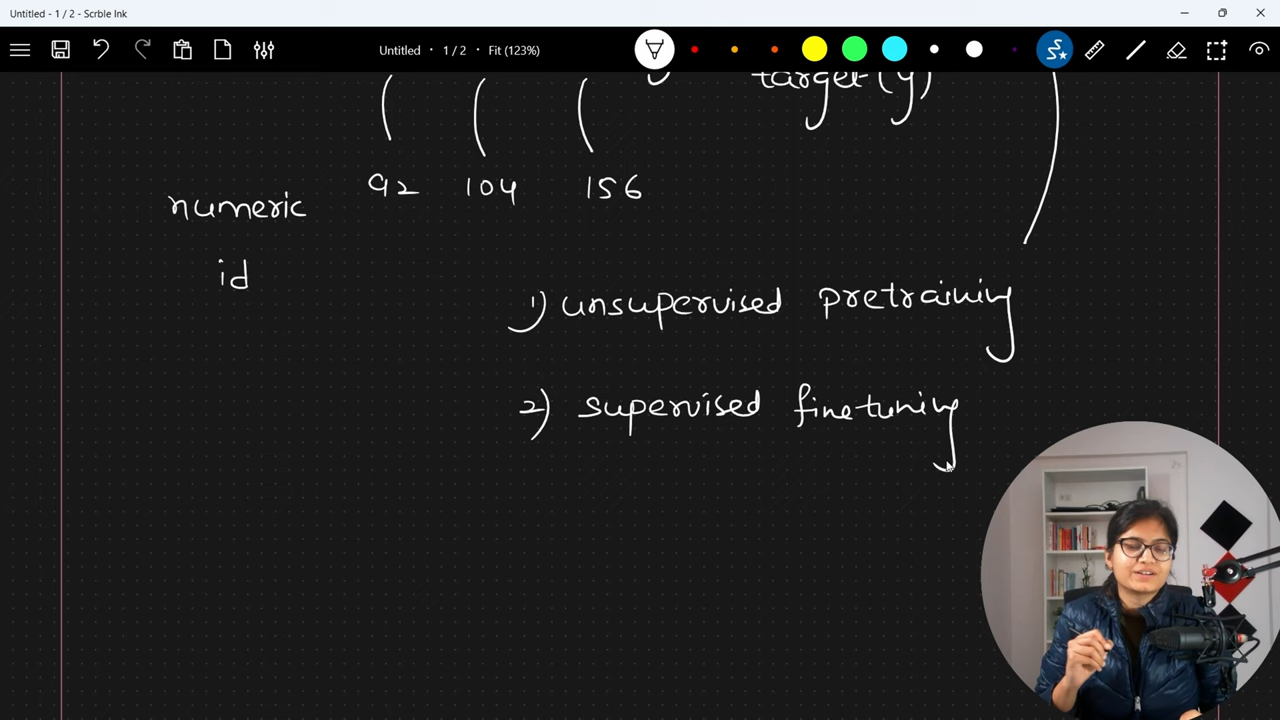 Untitled - 1 / 2 - Scrble Ink
Untitled • 1 / 2 • Fit (123%)
target (y)
92 104 156
numeric
id
1) unsupervised pretraining
2) supervised finetuning